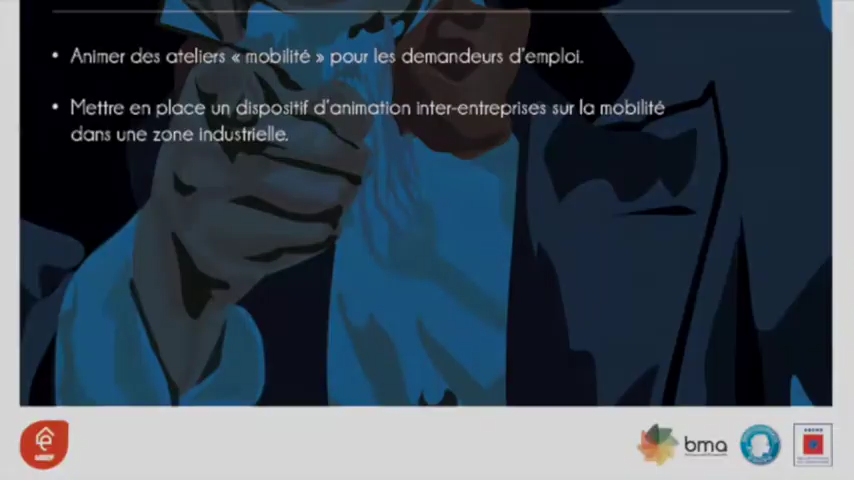 • Animer des ateliers « mobilité » pour les demandeurs d'emploi.
• Mettre en place un dispositif d'animation inter-entreprises sur la mobilité
dans une zone industrielle.
bma